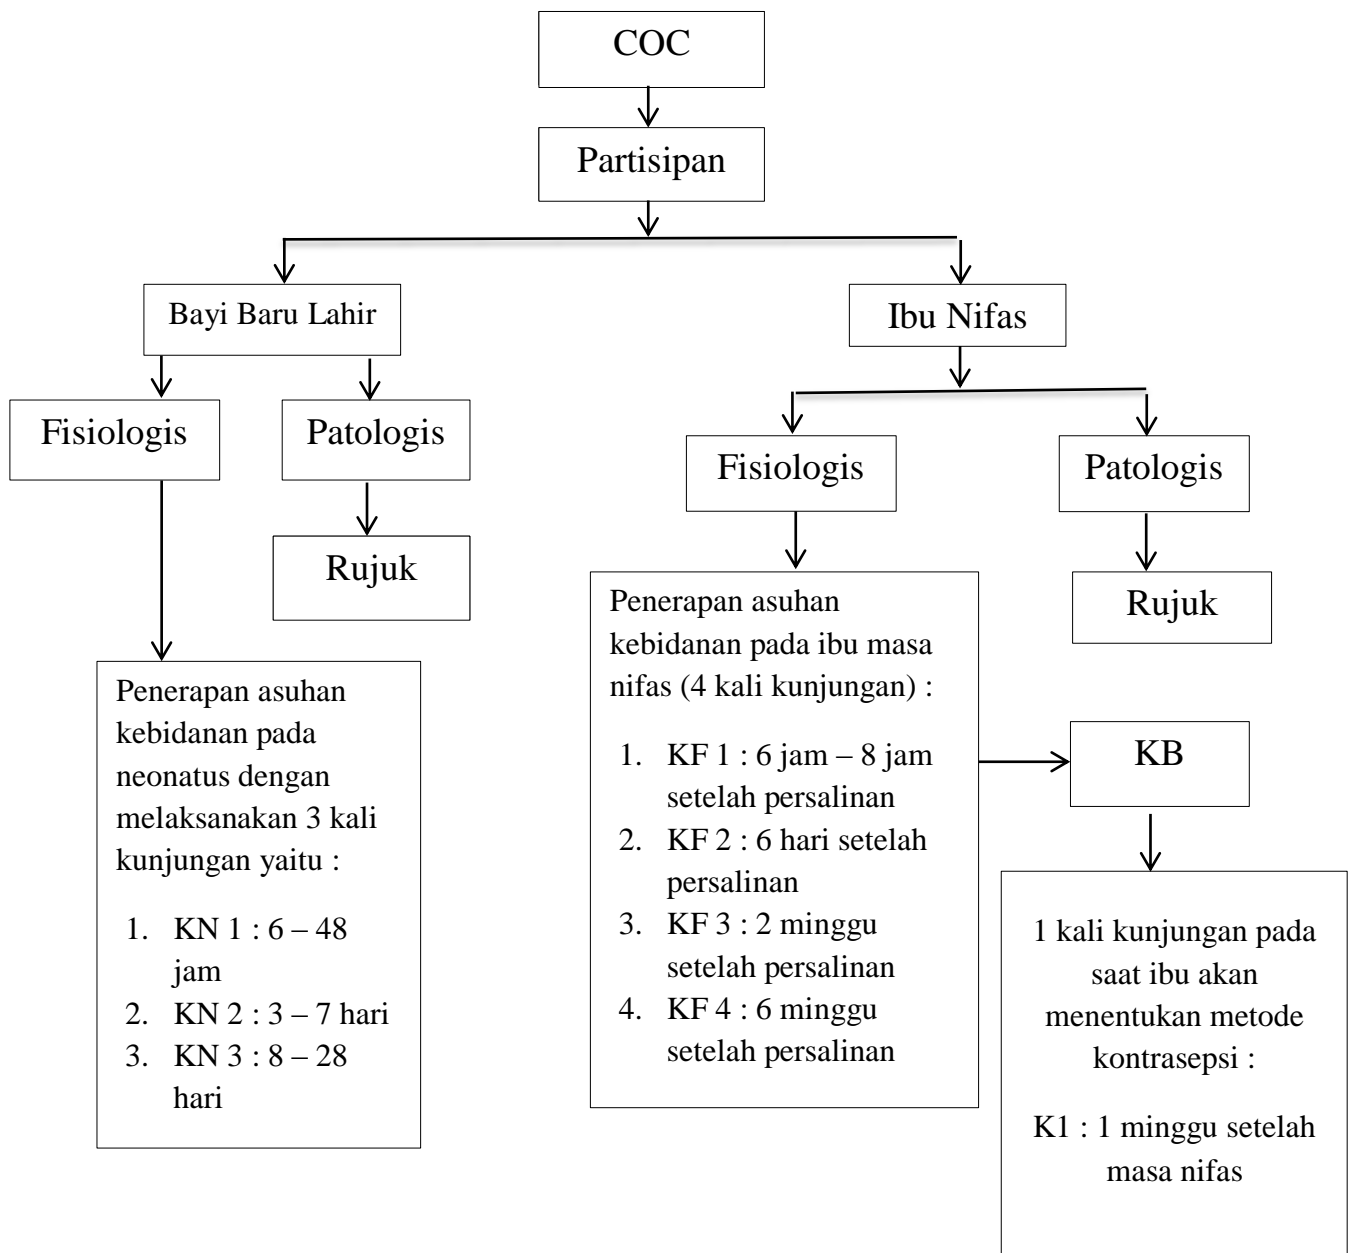 COC
Partisipan
Bayi Baru Lahir
Ibu Nifas
Fisiologis
Patologis
Fisiologis
Patologis
Rujuk
Rujuk
Penerapan asuhan
kebidanan pada
neonatus dengan
melaksanakan 3 kali
kunjungan yaitu :
1. KN 1 : 6 – 48
jam
2. KN 2 : 3 – 7 hari
3. KN 3 : 8 – 28
hari
Penerapan asuhan
kebidanan pada ibu masa
nifas (4 kali kunjungan) :
1. KF 1 : 6 jam – 8 jam
setelah persalinan
2. KF 2 : 6 hari setelah
persalinan
3. KF 3 : 2 minggu
setelah persalinan
4. KF 4 : 6 minggu
setelah persalinan
KB
1 kali kunjungan pada
saat ibu akan
menentukan metode
kontrasepsi :
K1 : 1 minggu setelah
masa nifas